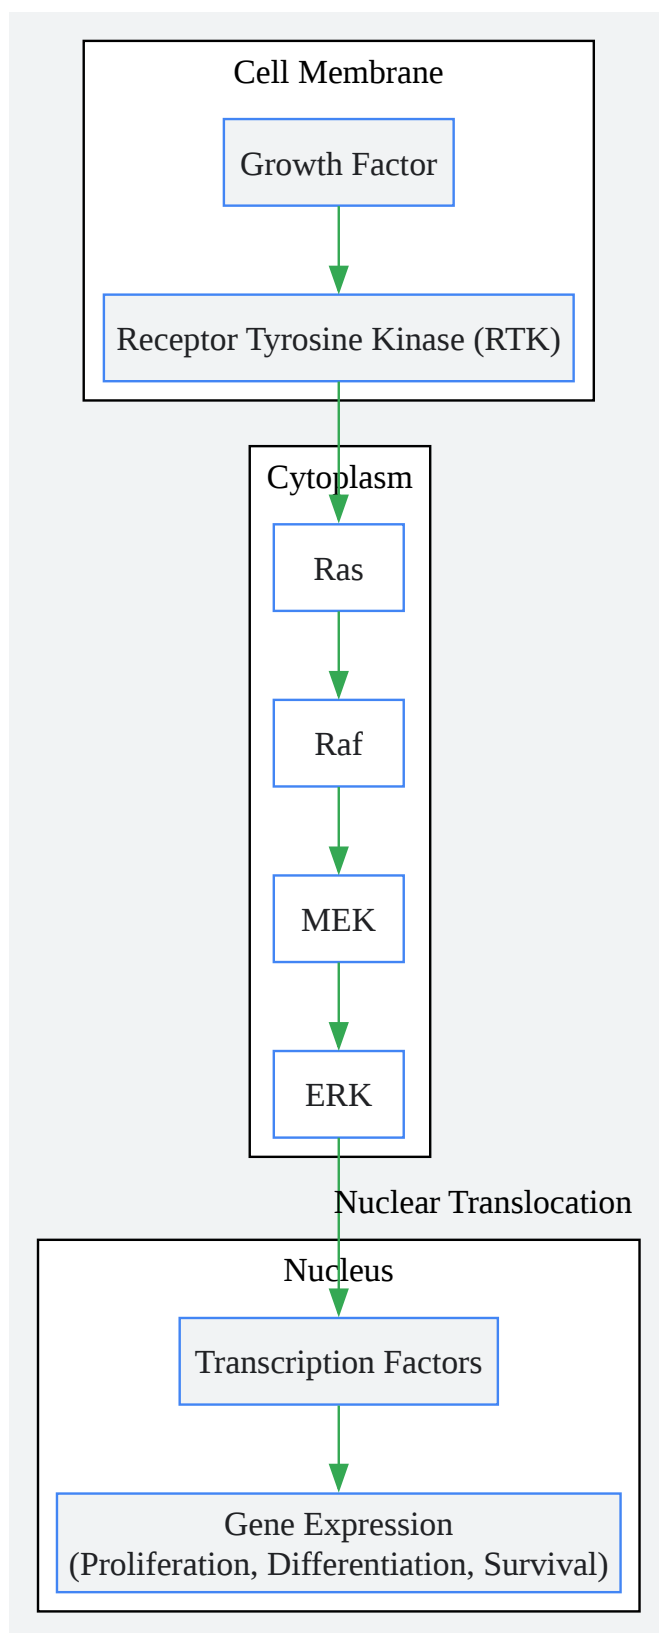 Cell Membrane
Growth Factor
Receptor Tyrosine Kinase (RTK)
Cytoplasm
Ras
Raf
MEK
ERK
Nuclear Translocation
Nucleus
Transcription Factors
Gene Expression
(Proliferation, Differentiation, Survival)